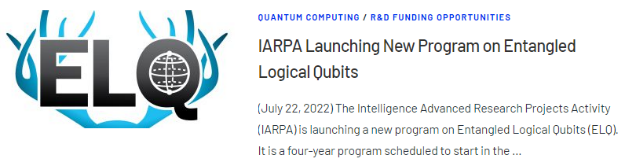 ELQ
QUANTUM COMPUTING / R&D FUNDING OPPORTUNITIES
IARPA Launching New Program on Entangled
Logical Qubits
(July 22, 2022) The Intelligence Advanced Research Projects Activity
(IARPA) is launching a new program on Entangled Logical Qubits (ELQ).
It is a four-year program scheduled to start in the ...